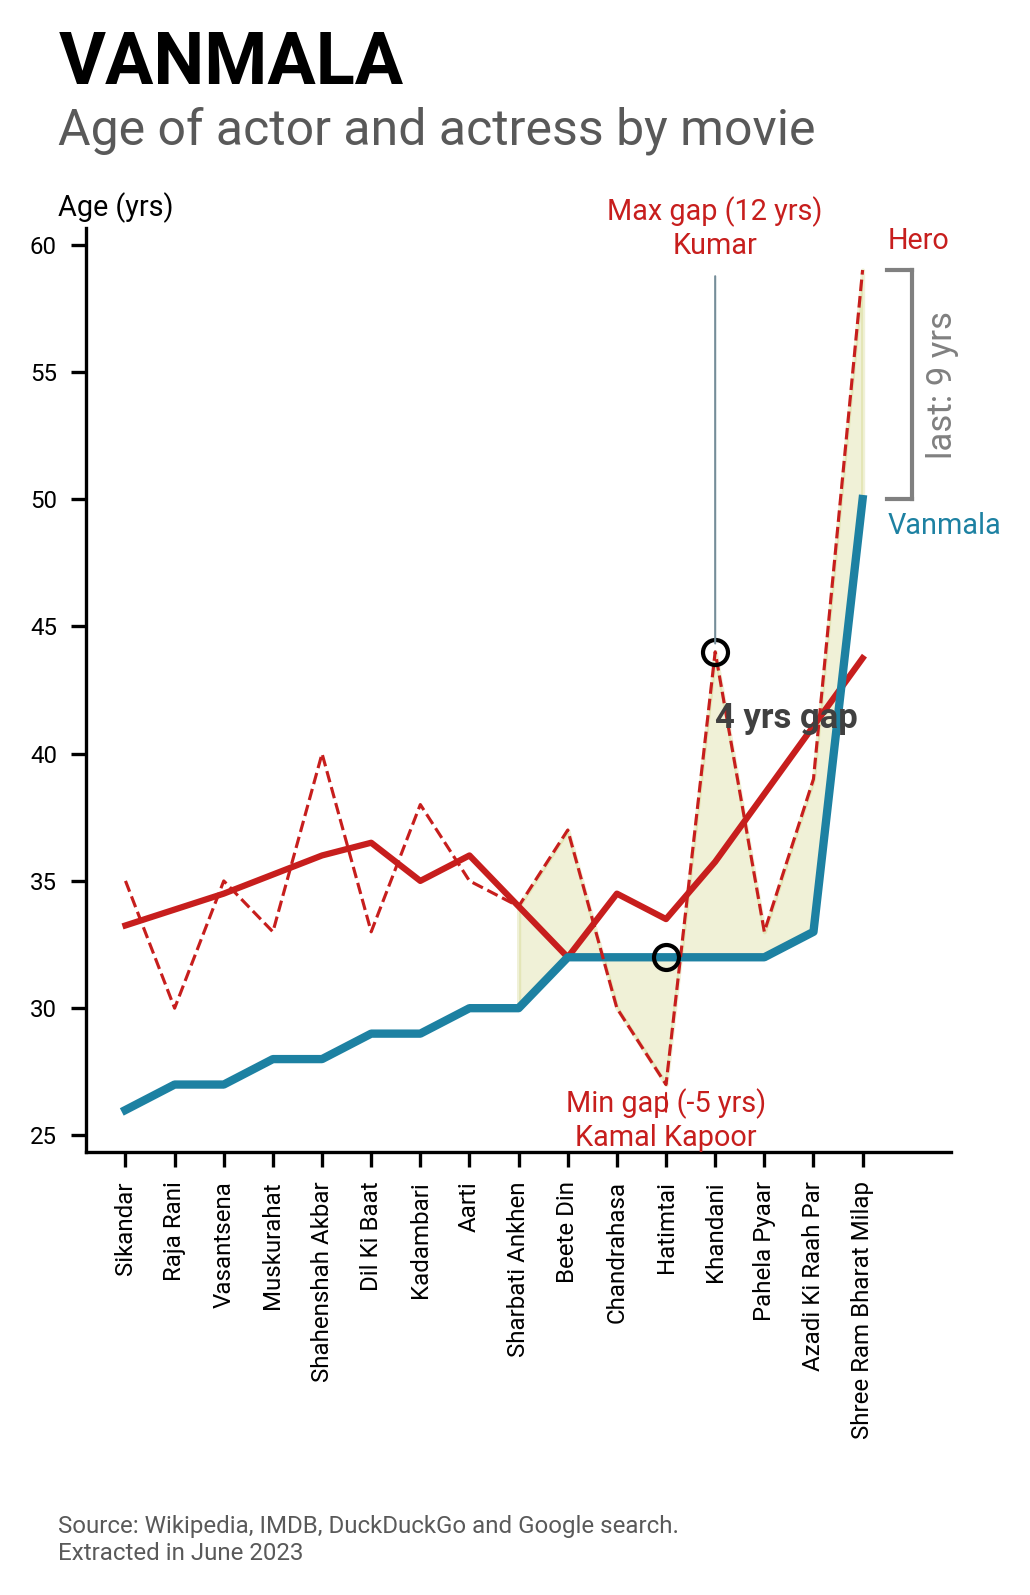 VANMALA
Age of actor and actress by movie
Age (yrs)
Max gap (12 yrs)
Kumar
Hero
60
55
50
45
40
35
30
25
last: 9 yrs
Vanmala
4 yrs gap
Min gap (-5 yrs)
Kamal Kapoor
Sikandar
Raja Rani
Vasantsena
Muskurahat
Shahenshah Akbar
Dil Ki Baat
Kadambari
Aarti
Sharbati Ankhen
Beete Din
Chandrahasa
Hatimtai
Khandani
Pahela Pyaar
Azadi Ki Raah Par
Shree Ram Bharat Milap
Source: Wikipedia, IMDB, DuckDuckGo and Google search.
Extracted in June 2023